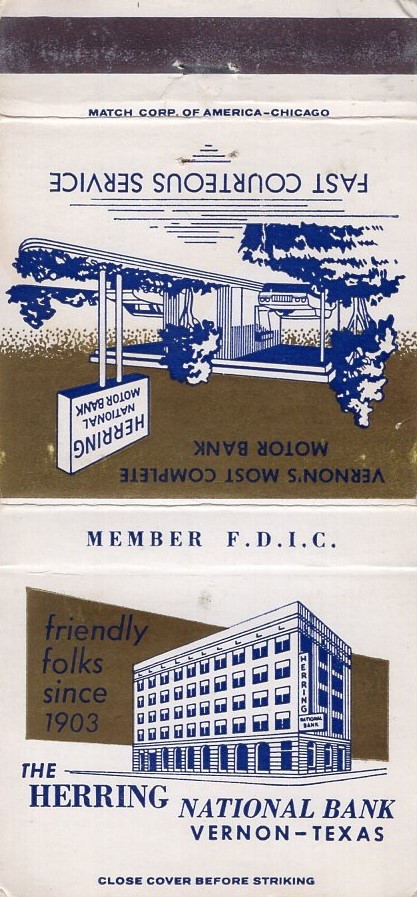 MATCH CORP. OF AMERICA-CHICAGO
FAST COURTEOUS SERVICE
HERRING
NATIONAL
MOTOR BANK
VERNON'S MOST COMPLETE
MOTOR BANK
MEMBER F.D.I.C.
friendly
folks
since
1903
HERRING
NATIONAL
BANK
THE
HERRING NATIONAL BANK
VERNON-TEXAS
CLOSE COVER BEFORE STRIKING